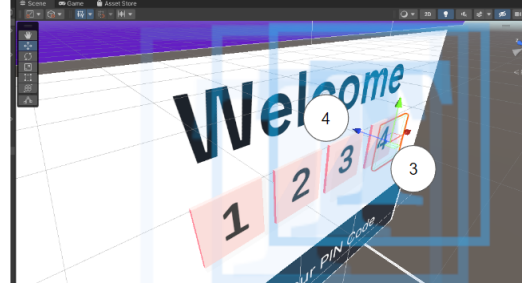 Scene Game Asset Store
2D
Welcome
4
1 2 3 4
3
ur PIN Code